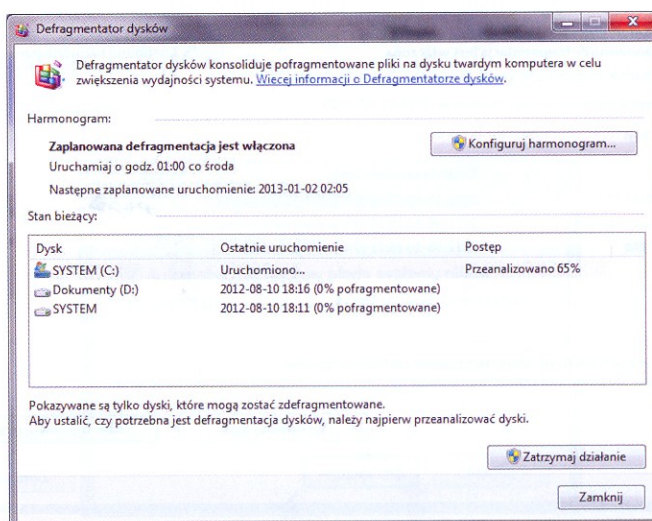 Defragmentator dysków
Defragmentator dysków konsoliduje pofragmentowane pliki na dysku twardym komputera w celu
zwiększenia wydajności systemu. Więcej informacji o Defragmentatorze dysków.
Harmonogram:
Zaplanowana defragmentacja jest włączona
Konfiguruj harmonogram...
Uruchamiaj o godz. 01:00 co środa
Następne zaplanowane uruchomienie: 2013-01-02 02:05
Stan bieżący:
Dysk Ostatnie uruchomienie Postęp
SYSTEM (C:) Uruchomiono... Przeanalizowano 65%
Dokumenty (D:) 2012-08-10 18:16 (0% pofragmentowane)
SYSTEM 2012-08-10 18:11 (0% pofragmentowane)
Pokazywane są tylko dyski, które mogą zostać zdefragmentowane.
Aby ustalić, czy potrzebna jest defragmentacja dysków, należy najpierw przeanalizować dyski.
Zatrzymaj działanie
Zamknij